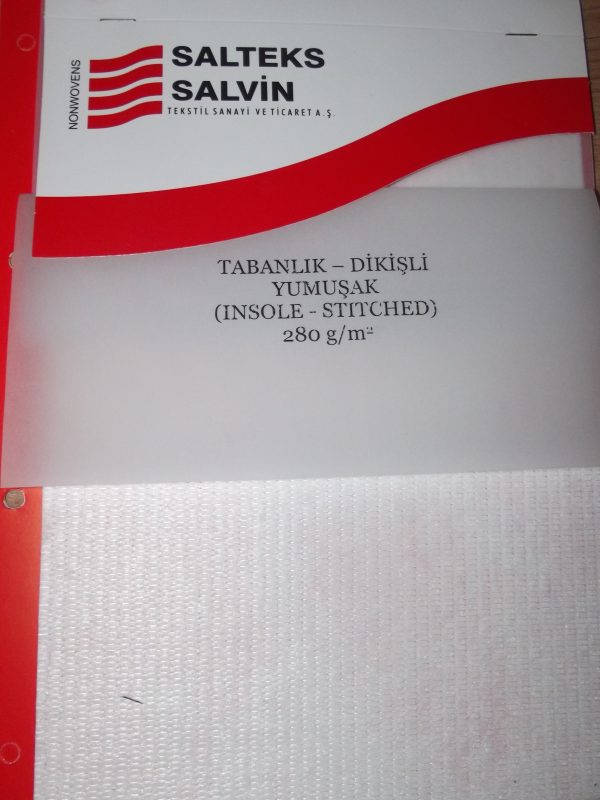 NONWOVENS
SALTEKS
SALVİN
TEKSTİL SANAYİ VE TİCARET A.Ş.
TABANLIK – DİKİŞLİ
YUMUŞAK
(INSOLE - STITCHED)
280 g/m²